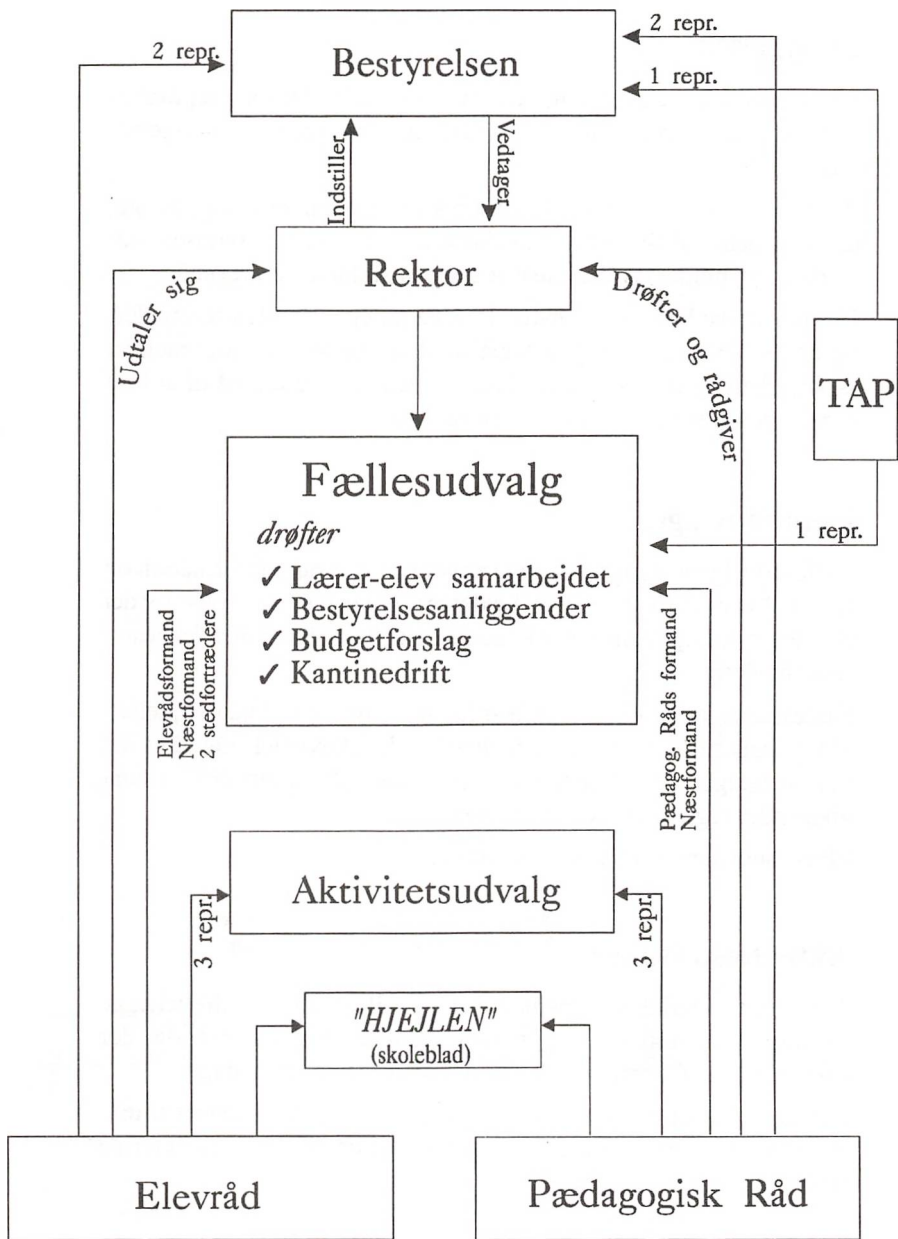 2 repr.
Bestyrelsen
2 repr.
1 repr.
Indstiller
Vedtager
Udtaler sig
Rektor
Drøfter og rådgiver
TAP
Fællesudvalg
drøfter
✓ Lærer-elev samarbejdet
✓ Bestyrelsesanliggender
✓ Budgetforslag
✓ Kantinedrift
1 repr.
Elevrådsformand
Næstformand
2 stedfortrædere
Pædagog. Råds formand
Næstformand
Aktivitetsudvalg
3 repr.
3 repr.
"HJEJLEN"
(skoleblad)
Elevråd
Pædagogisk Råd